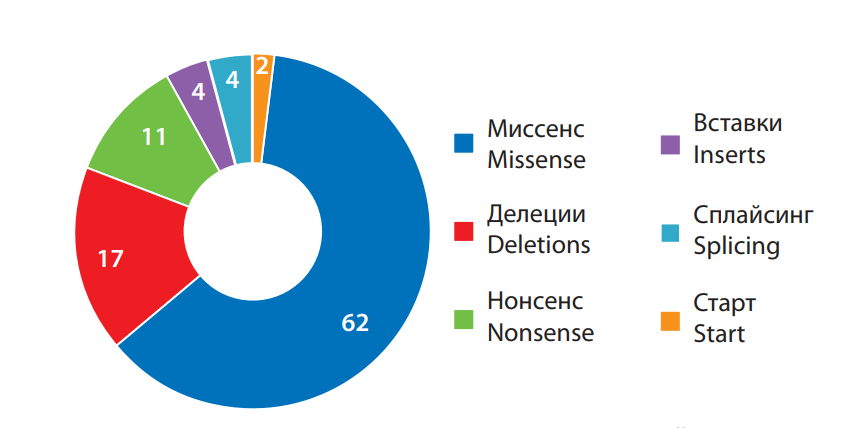 2
4
4
11
17
62
Миссенс
Missense
Делеции
Deletions
Нонсенс
Nonsense
Вставки
Inserts
Сплайсинг
Splicing
Старт
Start